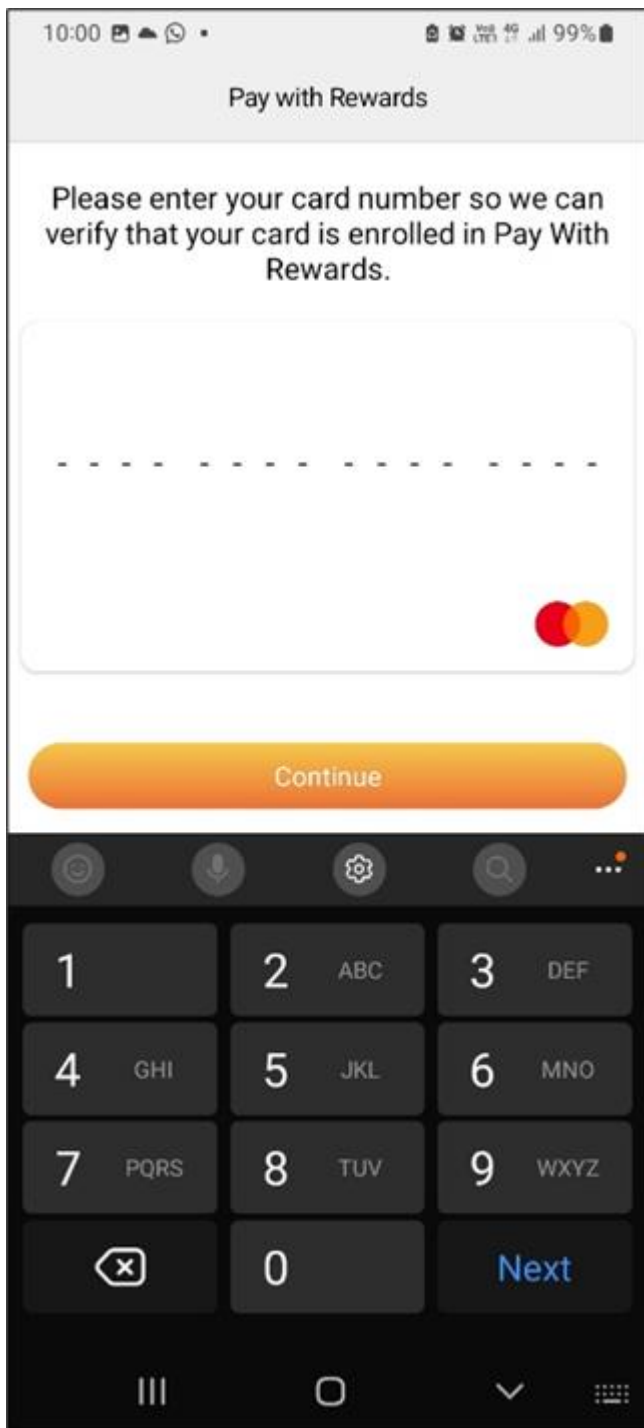 10:00
VoLTE1 4G 99%
Pay with Rewards
Please enter your card number so we can
verify that your card is enrolled in Pay With
Rewards.
- - - - - - - - - - - - - - - -
Continue
1
2 ABC
3 DEF
4 GHI
5 JKL
6 MNO
7 PQRS
8 TUV
9 WXYZ
0
Next